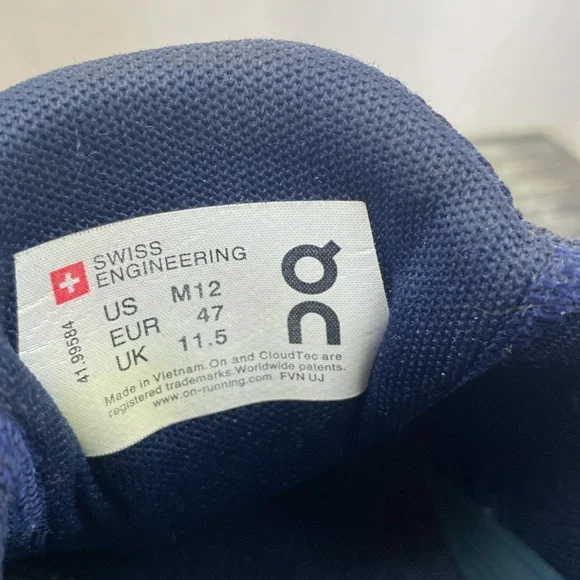 SWISS
ENGINEERING
US M12
EUR 47
UK 11.5
41.99584
Made in Vietnam.On and CloudTec are
registered trademarks.Worldwide patents.
www.on-running.com FVN UJ
on